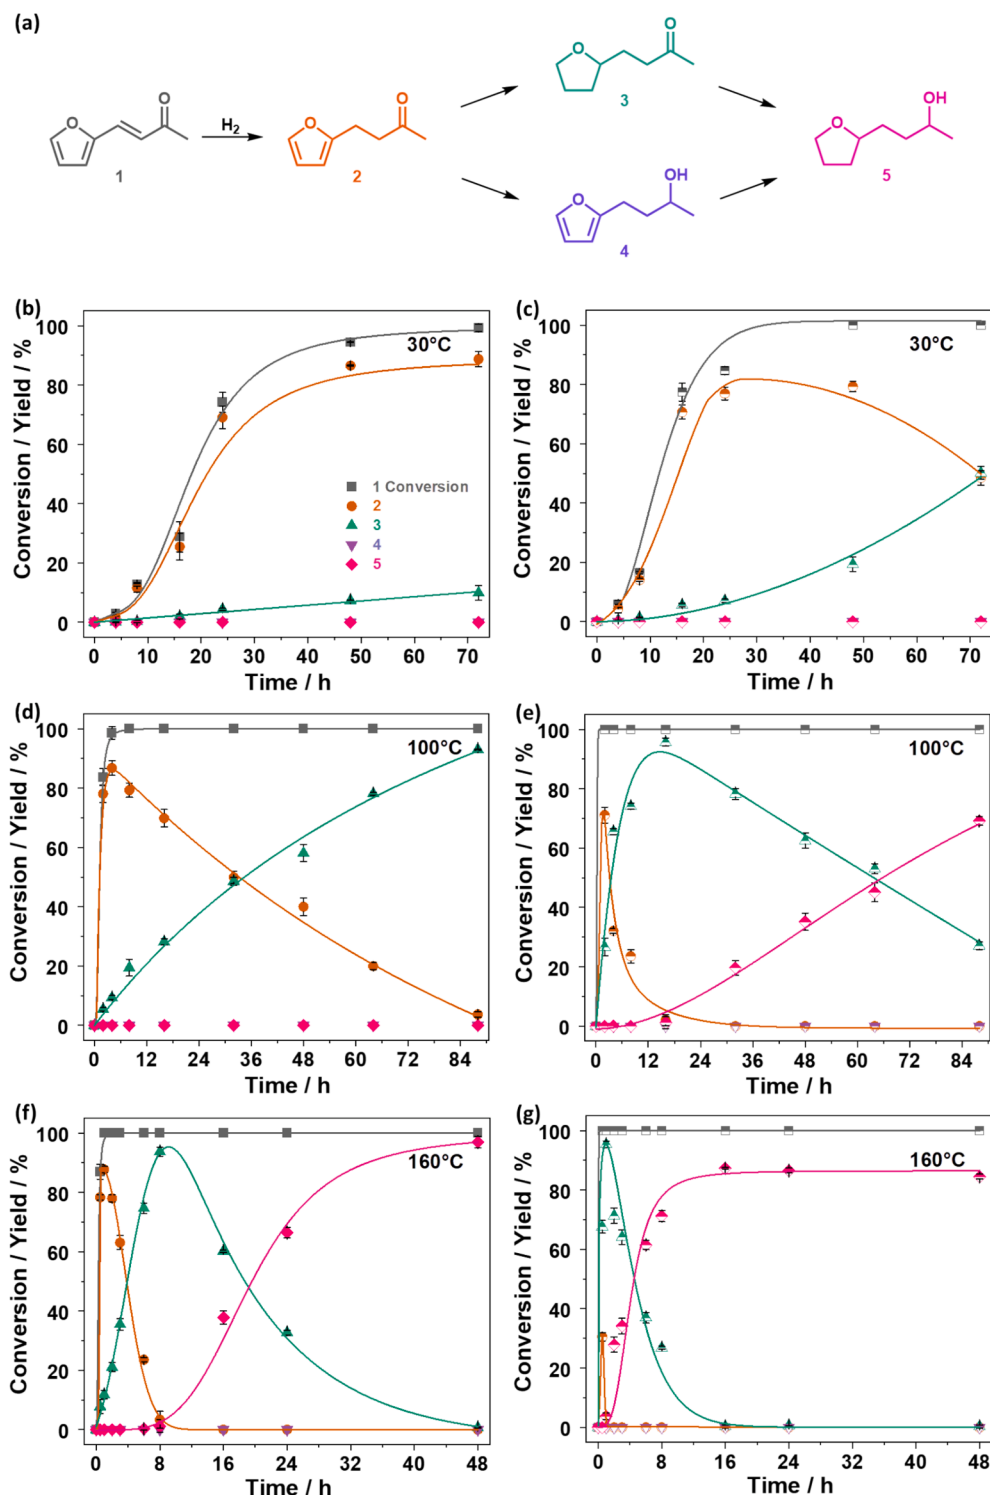 (a)
O
O
1
H₂
O
O
2
O
O
3
O
OH
4
O
OH
5
(b)
Conversion / Yield / %
100
80
60
40
20
0
30°C
1 Conversion
2
3
4
5
0 10 20 30 40 50 60 70
Time / h
(c)
Conversion / Yield / %
100
80
60
40
20
0
30°C
0 10 20 30 40 50 60 70
Time / h
(d)
Conversion / Yield / %
100
80
60
40
20
0
100°C
0 12 24 36 48 60 72 84
Time / h
(e)
Conversion / Yield / %
100
80
60
40
20
0
100°C
0 12 24 36 48 60 72 84
Time / h
(f)
Conversion / Yield / %
100
80
60
40
20
0
160°C
0 8 16 24 32 40 48
Time / h
(g)
Conversion / Yield / %
100
80
60
40
20
0
160°C
0 4 8 12 16 20 24 28 32 36 40 44 48
Time / h